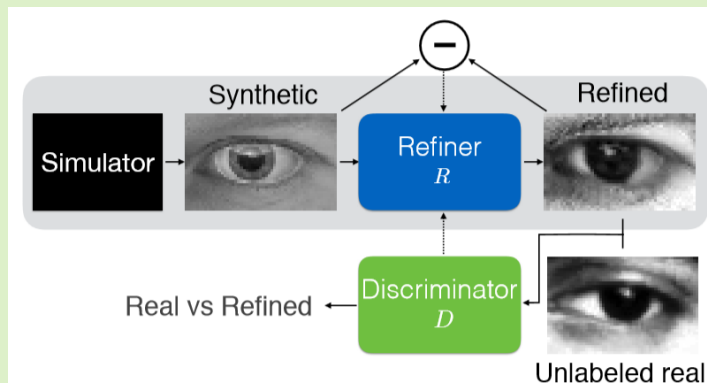 −
Synthetic
Refined
Simulator
Refiner
R
Discriminator
D
Real vs Refined
Unlabeled real